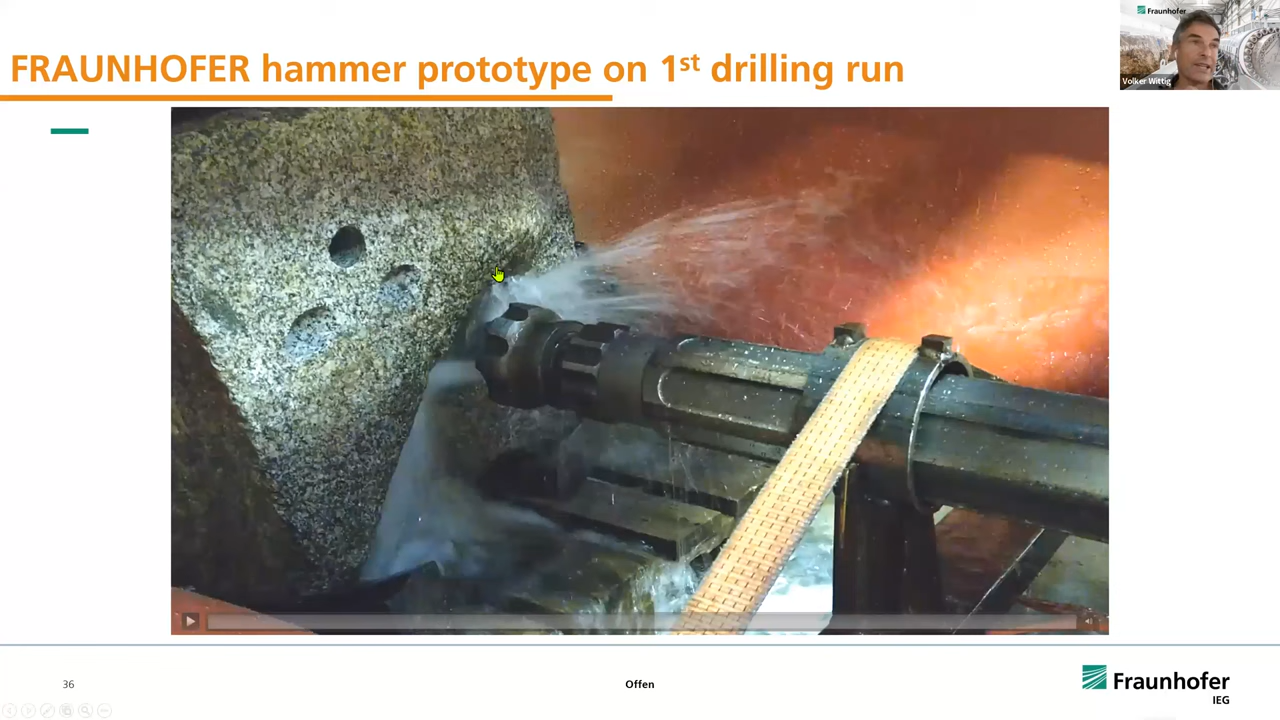 FRAUNHOFER hammer prototype on 1st drilling run
Fraunhofer
Volker Wittig
36
Offen
Fraunhofer
IEG